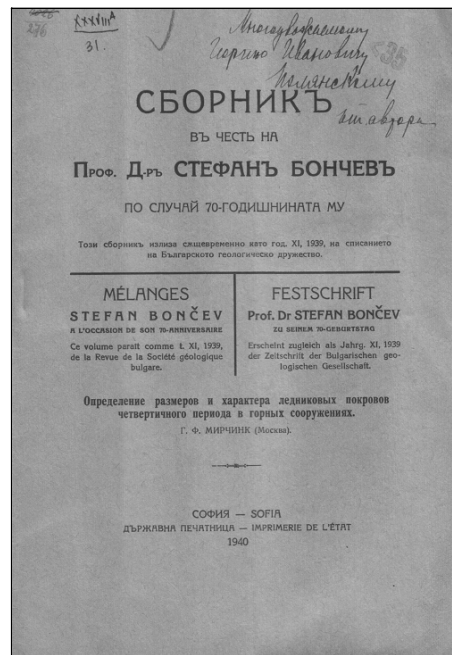 276
XXXVIIIA
31.
Многоуважаемому
Георгию Ивановичу
от автора
СБОРНИКЪ
ВЪ ЧЕСТЬ НА
ПРОФ. Д-РЪ СТЕФАНЪ БОНЧЕВЪ
ПО СЛУЧАЙ 70-ГОДИШНИНАТА МУ
Този сборникъ излиза същевременно като год. XI, 1939, на списанието
на Българското геологическо дружество.
MÉLANGES
STEFAN BONČEV
A L'OCCASION DE SON 70-ANNIVERSAIRE
Ce volume parait comme t. XI, 1939,
de la Revue de la Société géologique
bulgare.
FESTSCHRIFT
Prof. Dr STEFAN BONČEV
ZU SEINEM 70-GEBURTSTAG
Erscheint zugleich als Jahrg. XI, 1939
der Zeitschrift der Bulgarischen geo-
logischen Gesellschaft.
Определение размеров и характера ледниковых покровов
четвертичного периода в горных сооружениях.
Г. Ф. МИРЧИНК (Москва).
СОФИЯ — SOFIA
ДЪРЖАВНА ПЕЧАТНИЦА — IMPRIMERIE DE L'ÉTAT
1940